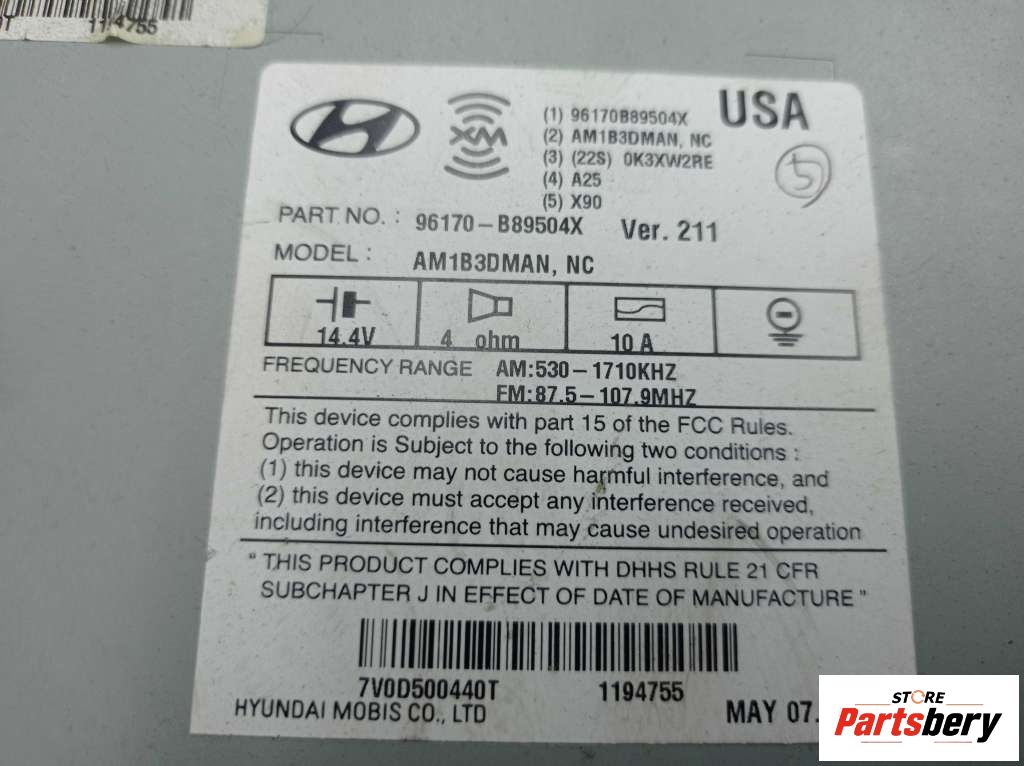 114755
XM
(1) 96170B89504X
(2) AM1B3DMAN, NC
(3) (22S) 0K3XW2RE
(4) A25
(5) X90
USA
5
PART NO. : 96170-B89504X Ver. 211
MODEL : AM1B3DMAN, NC
14.4V 4 ohm 10 A
FREQUENCY RANGE AM:530-1710KHZ
FM:87.5-107.9MHZ
This device complies with part 15 of the FCC Rules.
Operation is Subject to the following two conditions :
(1) this device may not cause harmful interference, and
(2) this device must accept any interference received,
including interference that may cause undesired operation
" THIS PRODUCT COMPLIES WITH DHHS RULE 21 CFR
SUBCHAPTER J IN EFFECT OF DATE OF MANUFACTURE "
7V0D500440T 1194755
HYUNDAI MOBIS CO., LTD MAY 07.
STORE
Partsbery